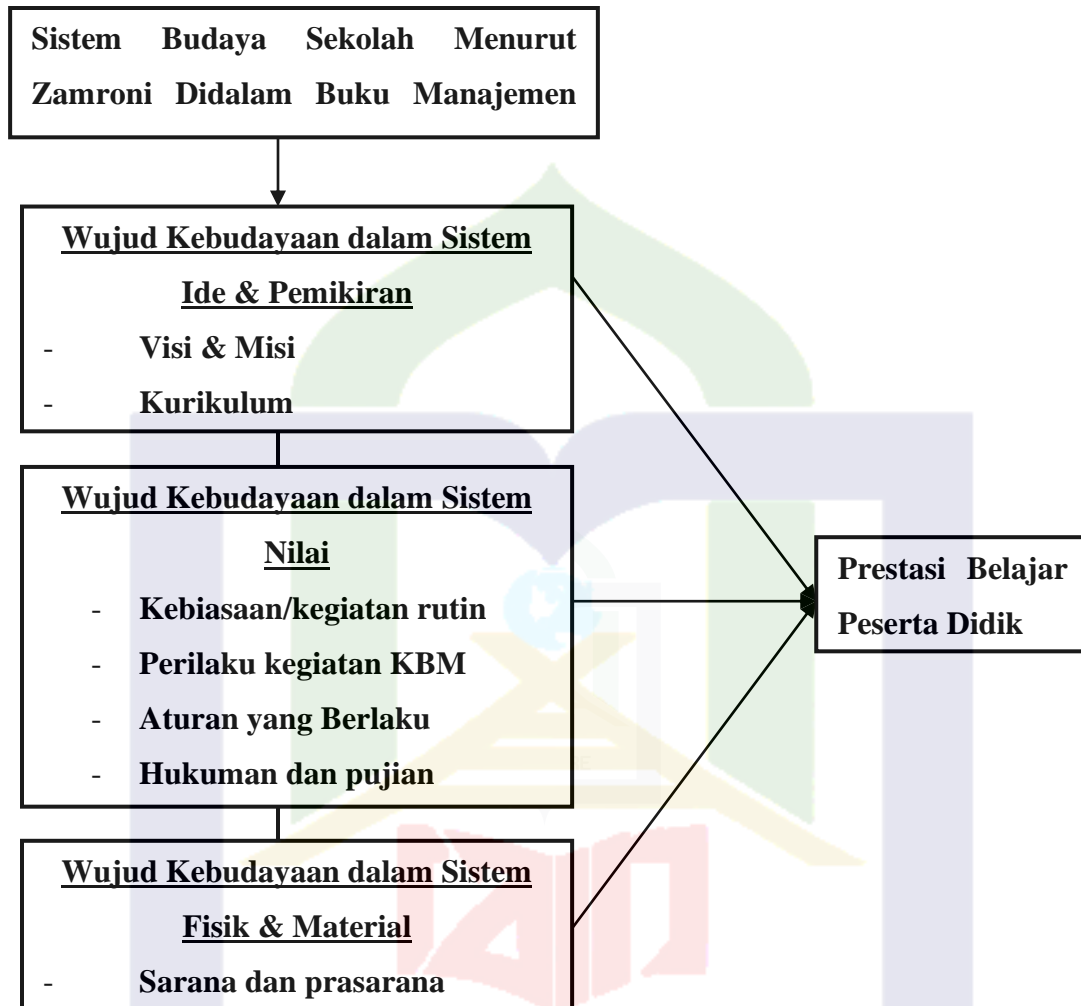 Sistem Budaya Sekolah Menurut
Zamroni Didalam Buku Manajemen
Wujud Kebudayaan dalam Sistem
Ide & Pemikiran
- Visi & Misi
- Kurikulum
Wujud Kebudayaan dalam Sistem
Nilai
- Kebiasaan/kegiatan rutin
- Perilaku kegiatan KBM
- Aturan yang Berlaku
- Hukuman dan pujian
Wujud Kebudayaan dalam Sistem
Fisik & Material
- Sarana dan prasarana
Prestasi Belajar
Peserta Didik